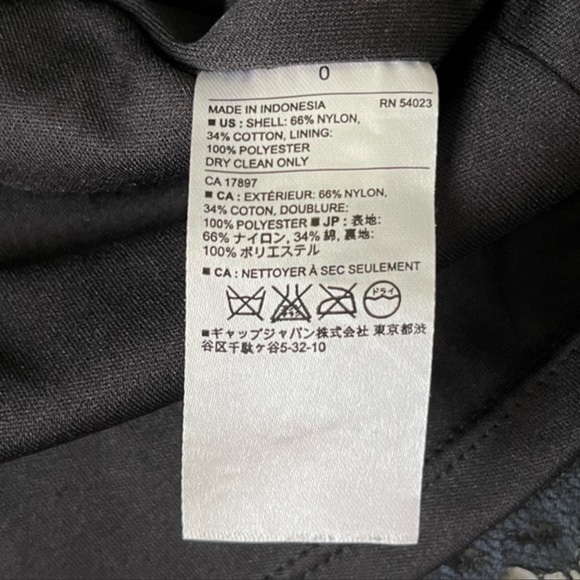 0
MADE IN INDONESIA RN 54023
■ US : SHELL: 66% NYLON,
34% COTTON, LINING:
100% POLYESTER
DRY CLEAN ONLY
CA 17897
■ CA : EXTÉRIEUR: 66% NYLON,
34% COTON, DOUBLURE:
100% POLYESTER ■ JP : 表地:
66% ナイロン, 34% 綿, 裏地:
100% ポリエステル
■ CA : NETTOYER À SEC SEULEMENT
ドライ
■ギャップジャパン株式会社 東京都渋
谷区千駄ケ谷5-32-10